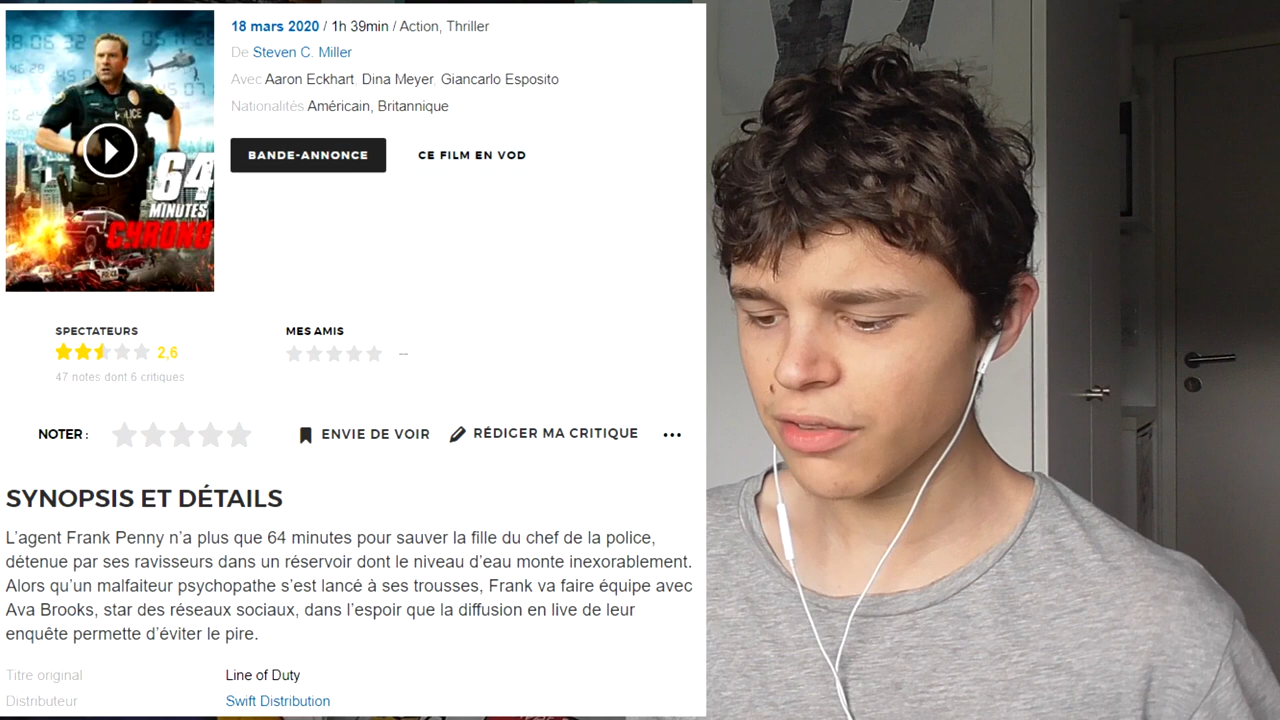 18 mars 2020 / 1h 39min / Action, Thriller
De Steven C. Miller
Avec Aaron Eckhart, Dina Meyer, Giancarlo Esposito
Nationalités Américain, Britannique
BANDE-ANNONCE
CE FILM EN VOD
POLICE
64
MINUTES
CHRONO
SPECTATEURS
2,6
47 notes dont 6 critiques
MES AMIS
--
NOTER :
ENVIE DE VOIR
RÉDIGER MA CRITIQUE
...
SYNOPSIS ET DÉTAILS
L'agent Frank Penny n'a plus que 64 minutes pour sauver la fille du chef de la police,
détenue par ses ravisseurs dans un réservoir dont le niveau d'eau monte inexorablement.
Alors qu'un malfaiteur psychopathe s'est lancé à ses trousses, Frank va faire équipe avec
Ava Brooks, star des réseaux sociaux, dans l'espoir que la diffusion en live de leur
enquête permette d'éviter le pire.
Titre original Line of Duty
Distributeur Swift Distribution